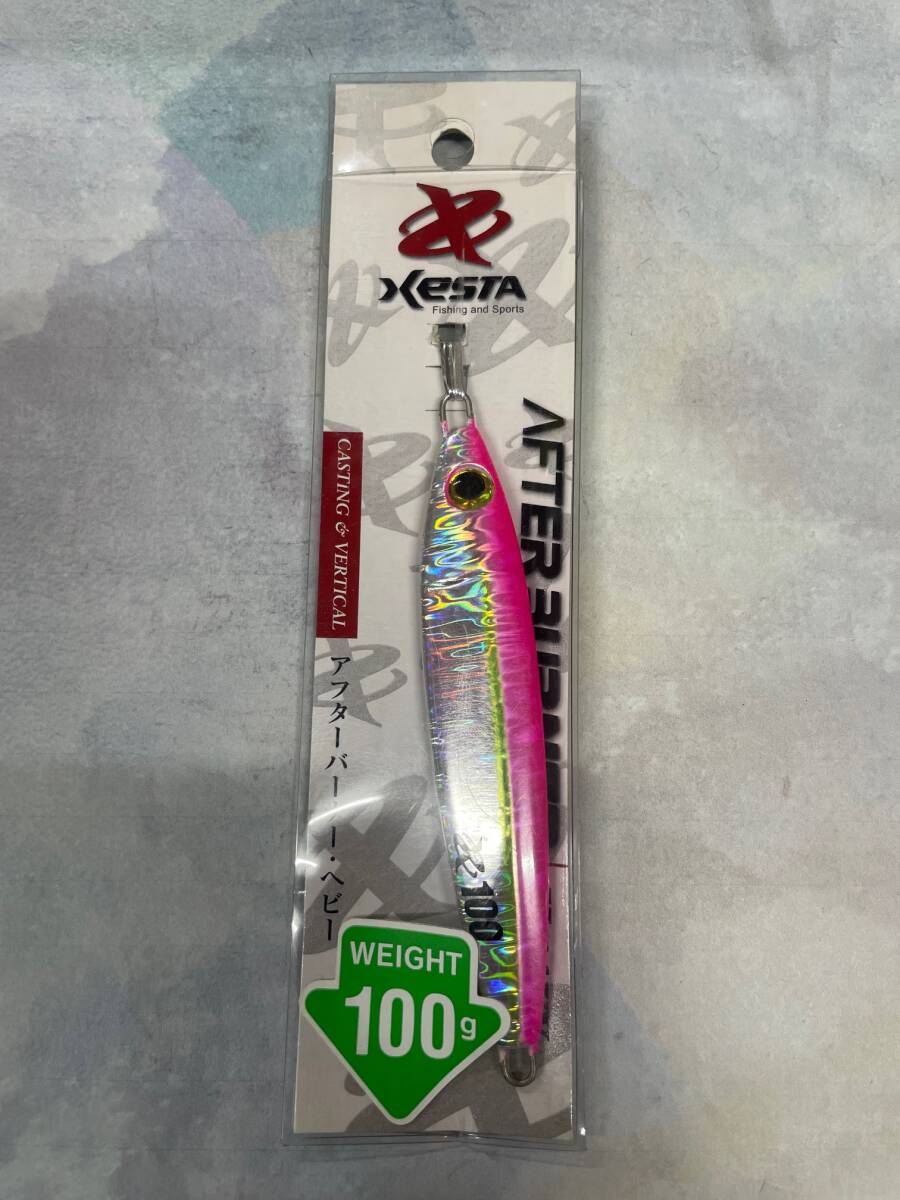 XESTA
Fishing and Sports
AFTER BURNER
CASTING & VERTICAL
アフターバー ー・ヘビー
100
WEIGHT
100g